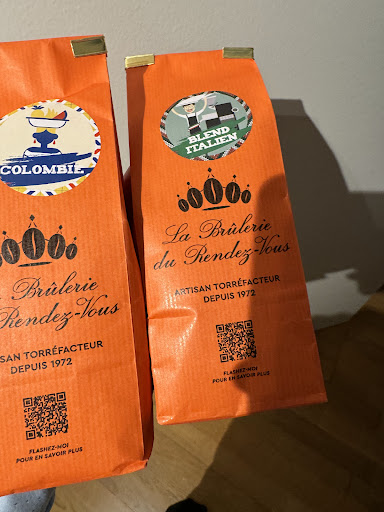 COLOMBIE
Brûlerie
Rendez-Vous
SAN TORRÉFACTEUR
DEPUIS 1972
FLASHEZ-MOI
POUR EN SAVOIR PLUS
BLEND
ITALIEN
La Brûlerie
du Rendez-Vous
ARTISAN TORRÉFACTEUR
DEPUIS 1972
FLASHEZ-MOI
POUR EN SAVOIR PLUS